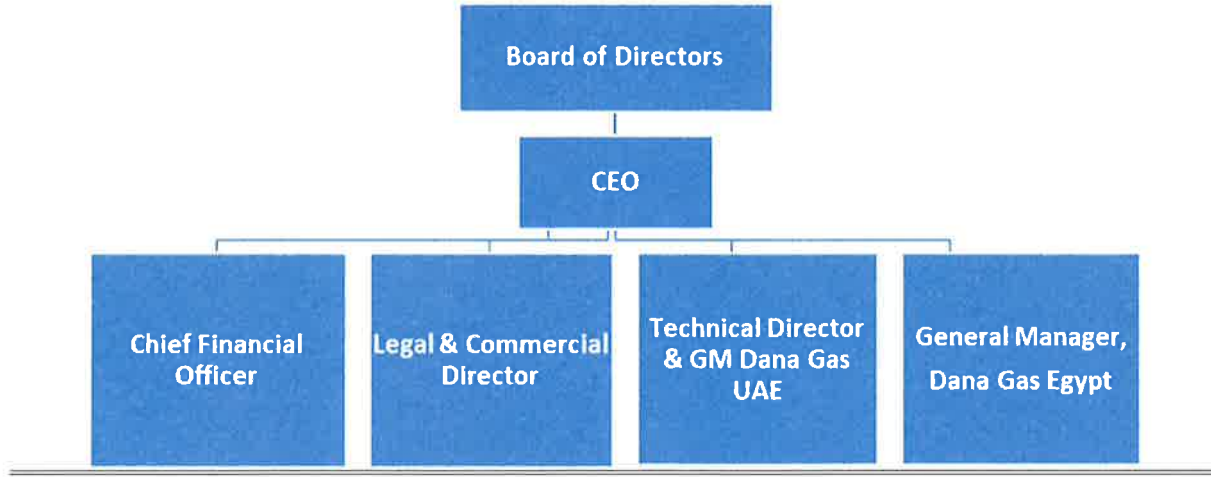 Board of Directors
CEO
Chief Financial
Officer
Legal & Commercial
Director
Technical Director
& GM Dana Gas
UAE
General Manager,
Dana Gas Egypt